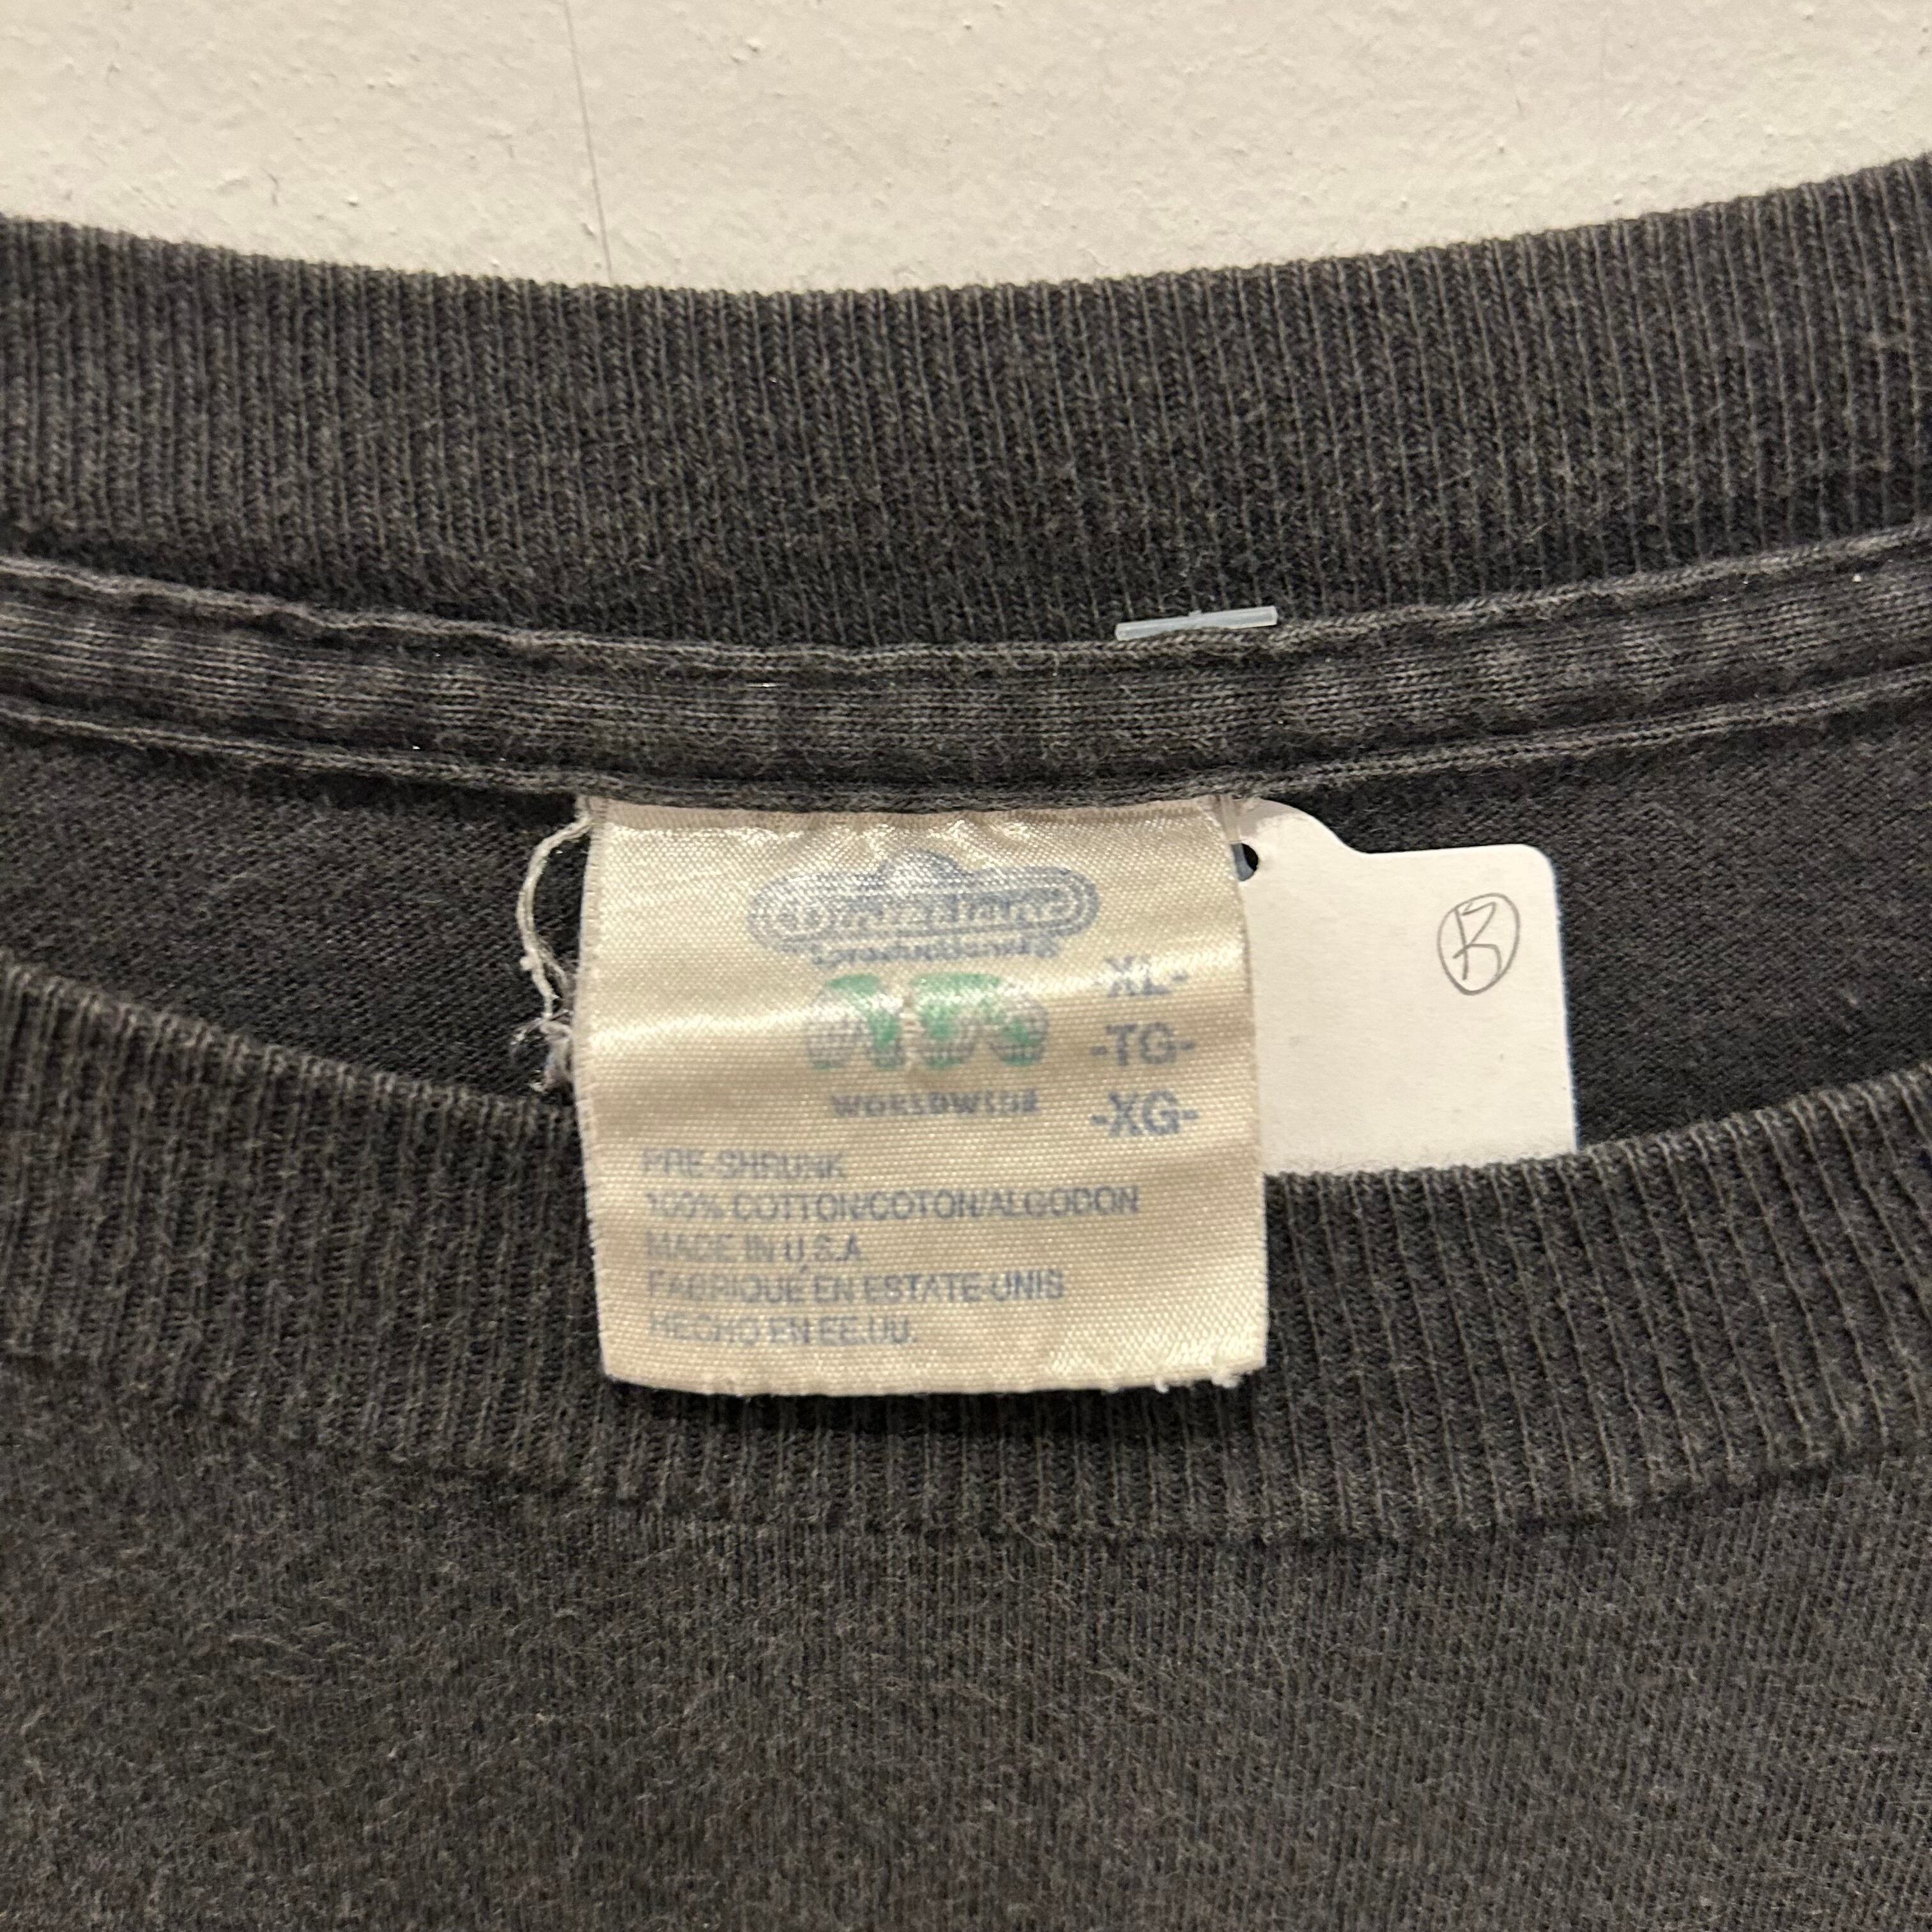 -XL-
-TG-
-XG-
WORLDWIDE
PRE-SHRUNK
100% COTTON/COTON/ALGODON
MADE IN U.S.A.
FABRIQUÉ EN ESTATE-UNIS
HECHO EN EE.UU.